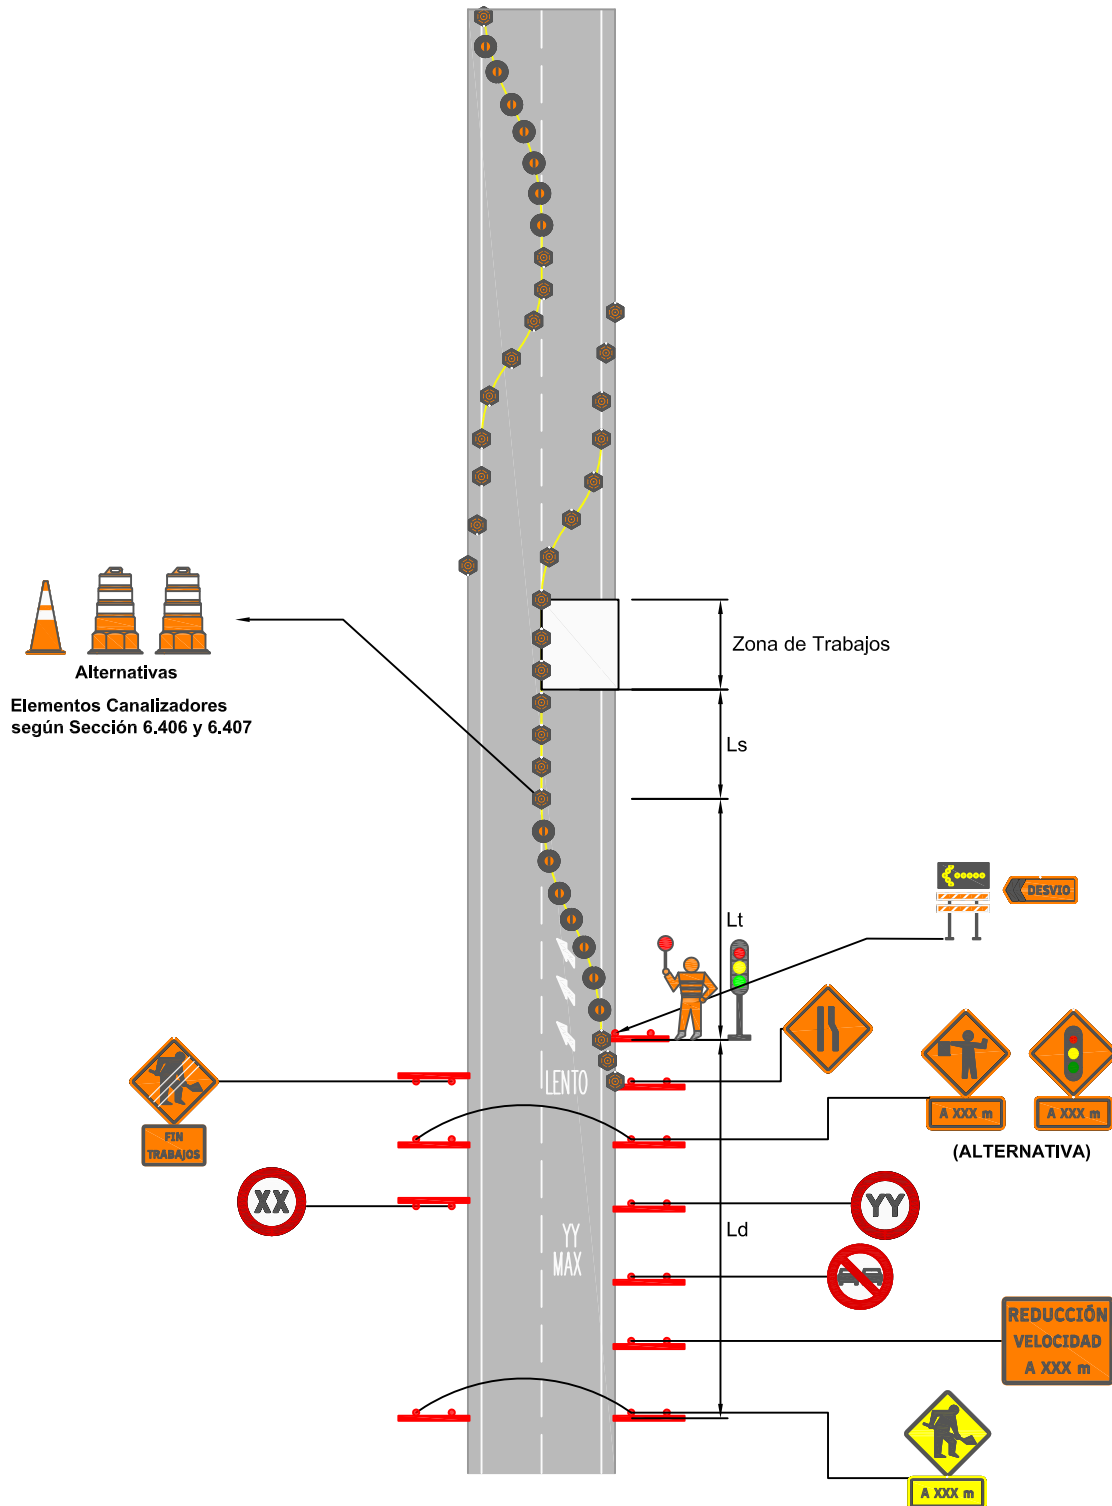 Alternativas
Elementos Canalizadores
según Sección 6.406 y 6.407
Zona de Trabajos
Ls
Lt
DESVIO
LENTO
FIN
TRABAJOS
A XXX m
A XXX m
(ALTERNATIVA)
XX
YY
YY
MAX
Ld
REDUCCIÓN
VELOCIDAD
A XXX m
A XXX m